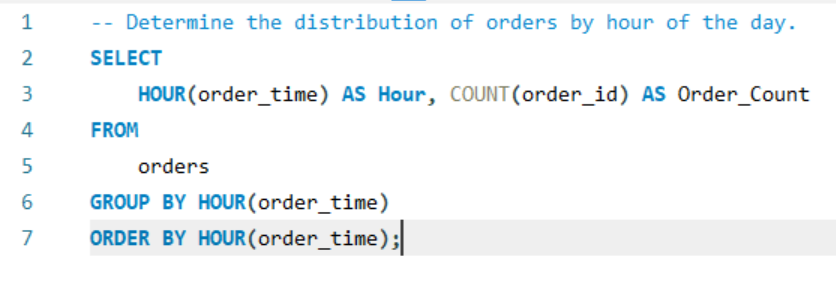 1 -- Determine the distribution of orders by hour of the day.
2 SELECT
3 HOUR(order_time) AS Hour, COUNT(order_id) AS Order_Count
4 FROM
5 orders
6 GROUP BY HOUR(order_time)
7 ORDER BY HOUR(order_time);